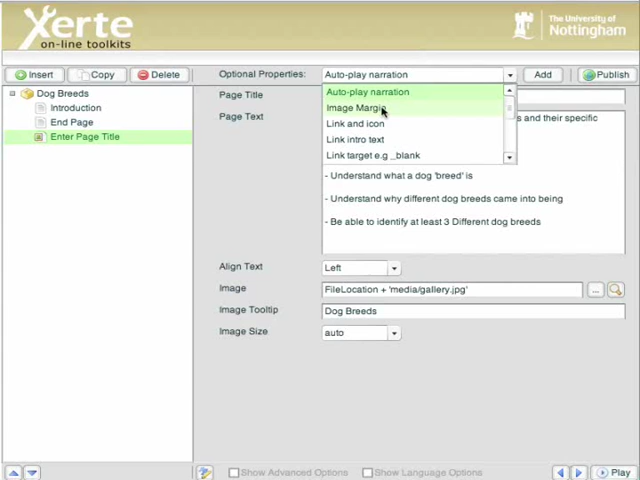 Xerte
on-line toolkits
The University of
Nottingham
Insert Copy Delete Optional Properties: Auto-play narration Add Publish
Dog Breeds
Introduction
End Page
Enter Page Title
Auto-play narration
Image Margin
Link and icon
Link intro text
Link target e.g _blank
Page Title
Page Text
s and their specific
- Understand what a dog 'breed' is
- Understand why different dog breeds came into being
- Be able to identify at least 3 Different dog breeds
Align Text Left
Image FileLocation + 'media/gallery.jpg' ...
Image Tooltip Dog Breeds
Image Size auto
Show Advanced Options Show Language Options Play